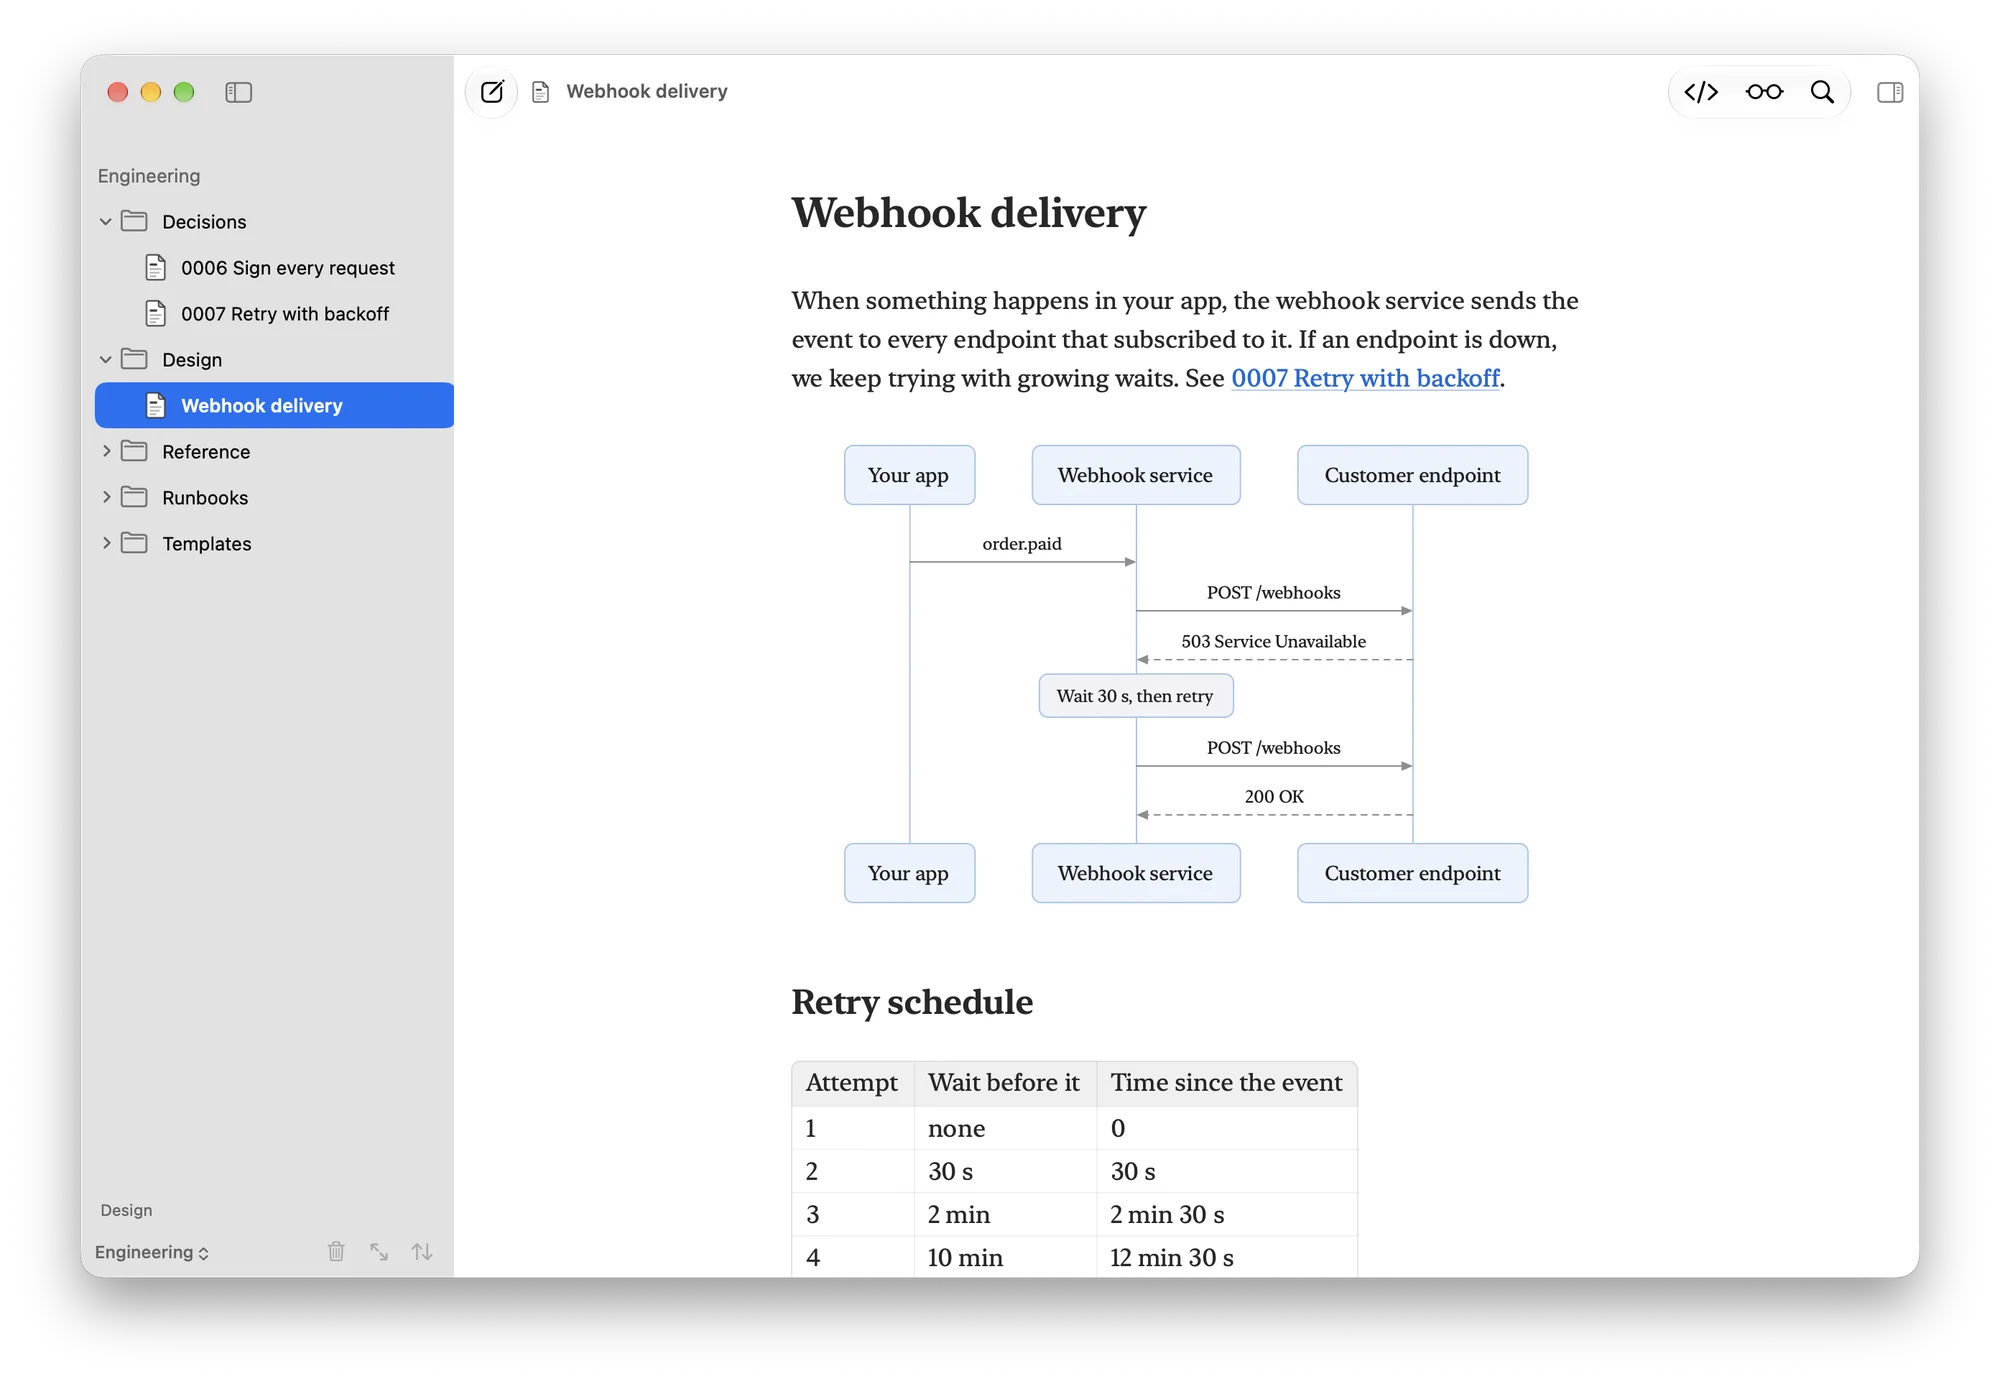 Webhook delivery
Engineering
Decisions
0006 Sign every request
0007 Retry with backoff
Design
Webhook delivery
Reference
Runbooks
Templates
Design
Engineering
Webhook delivery
When something happens in your app, the webhook service sends the
event to every endpoint that subscribed to it. If an endpoint is down,
we keep trying with growing waits. See 0007 Retry with backoff.
Your app
Webhook service
Customer endpoint
order.paid
POST /webhooks
503 Service Unavailable
Wait 30 s, then retry
POST /webhooks
200 OK
Your app
Webhook service
Customer endpoint
Retry schedule
Attempt Wait before it Time since the event
1 none 0
2 30 s 30 s
3 2 min 2 min 30 s
4 10 min 12 min 30 s